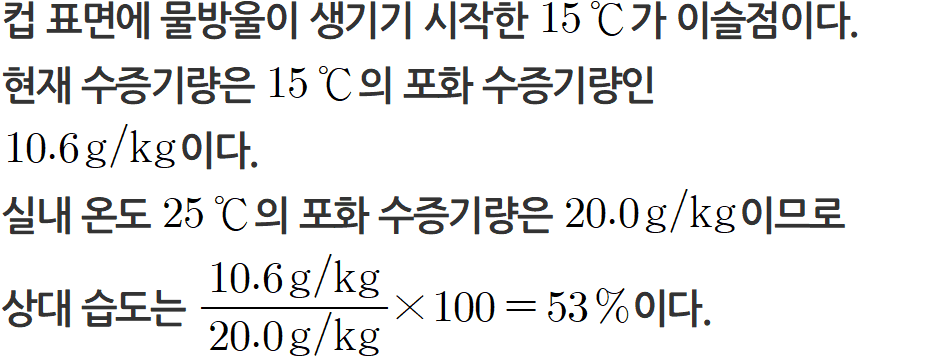 컵 표면에 물방울이 생기기 시작한 15 ℃가 이슬점이다.
현재 수증기량은 15 ℃의 포화 수증기량인
10.6 g/kg이다.
실내 온도 25 ℃의 포화 수증기량은 20.0 g/kg이므로
상대 습도는 10.6 g/kg / 20.0 g/kg × 100 = 53 %이다.